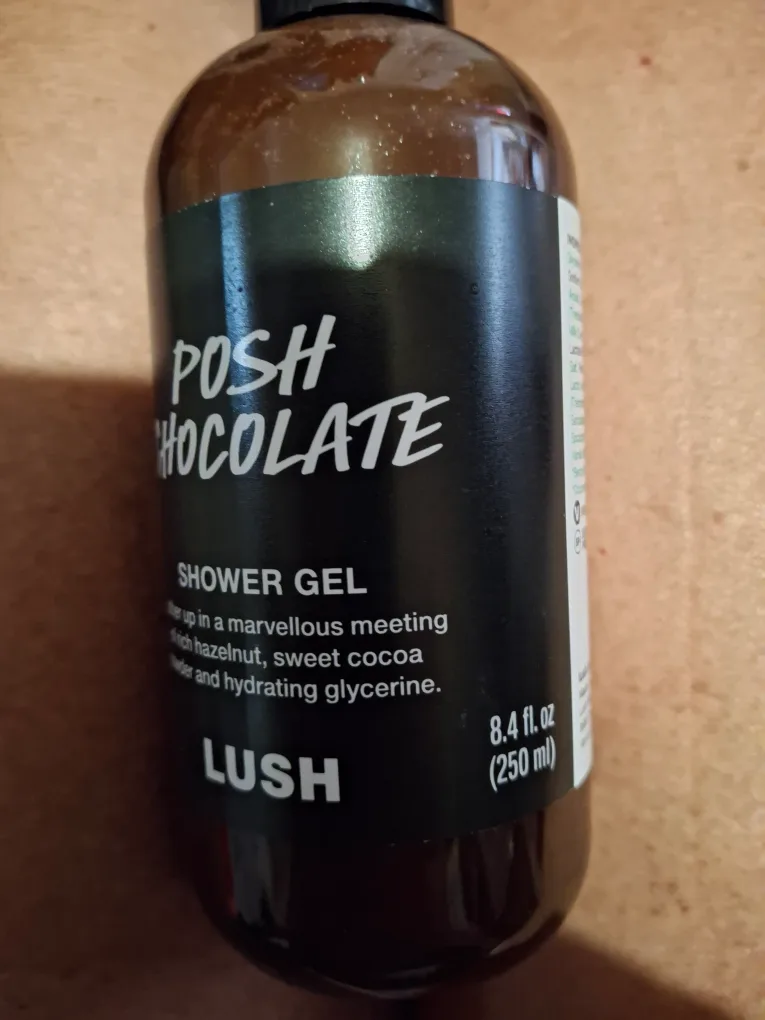 POSH
CHOCOLATE
SHOWER GEL
up in a marvellous meeting
rich hazelnut, sweet cocoa
and hydrating glycerine.
LUSH
8.4 fl. oz
(250 ml)